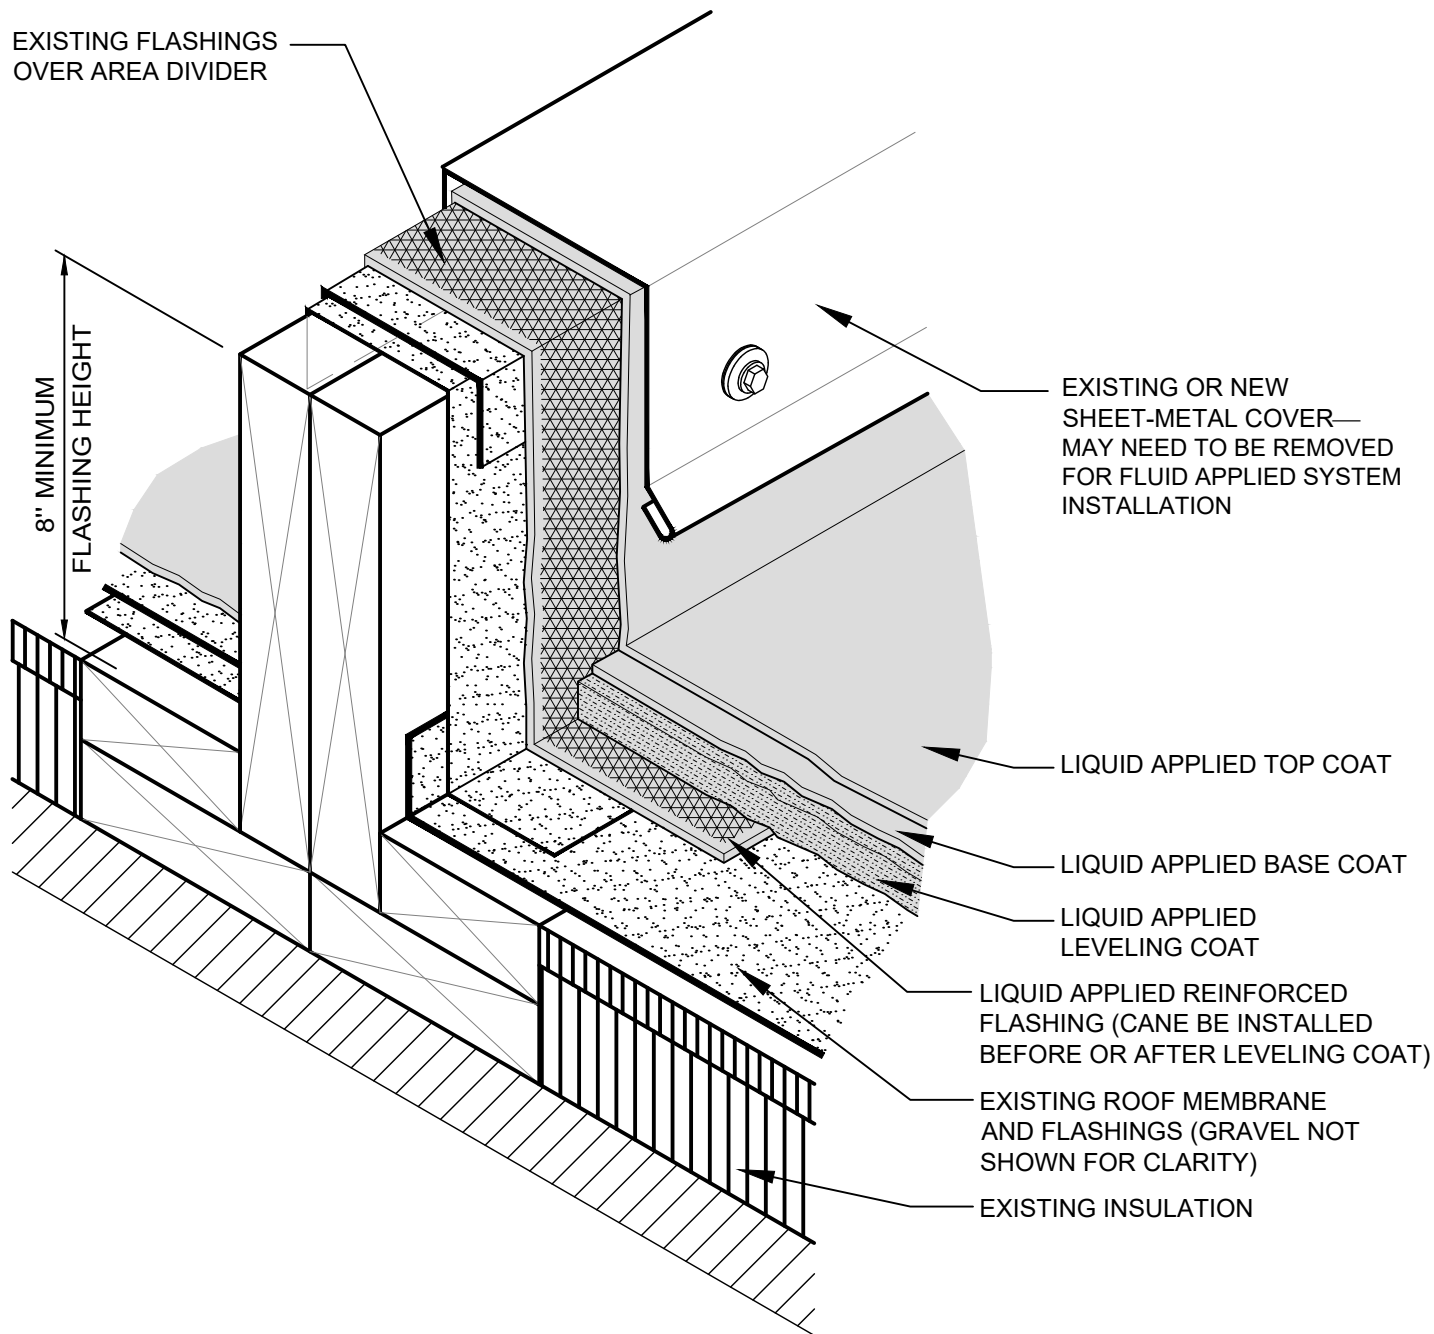 EXISTING FLASHINGS
OVER AREA DIVIDER
8" MINIMUM
FLASHING HEIGHT
EXISTING OR NEW
SHEET-METAL COVER—
MAY NEED TO BE REMOVED
FOR FLUID APPLIED SYSTEM
INSTALLATION
LIQUID APPLIED TOP COAT
LIQUID APPLIED BASE COAT
LIQUID APPLIED
LEVELING COAT
LIQUID APPLIED REINFORCED
FLASHING (CANE BE INSTALLED
BEFORE OR AFTER LEVELING COAT)
EXISTING ROOF MEMBRANE
AND FLASHINGS (GRAVEL NOT
SHOWN FOR CLARITY)
EXISTING INSULATION